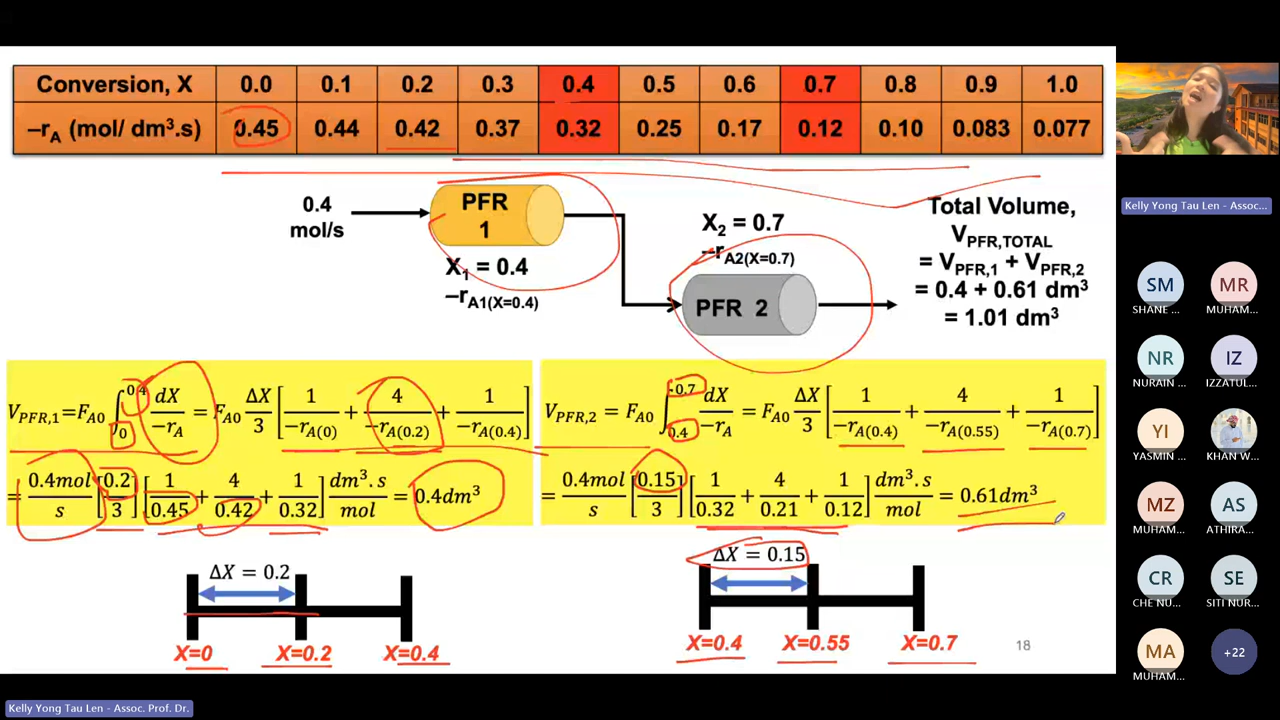 Conversion, X 0.0 0.1 0.2 0.3 0.4 0.5 0.6 0.7 0.8 0.9 1.0
–rA (mol/ dm³.s) 0.45 0.44 0.42 0.37 0.32 0.25 0.17 0.12 0.10 0.083 0.077
0.4
mol/s
PFR
1
X₁ = 0.4
–rA1(X=0.4)
X₂ = 0.7
–rA2(X=0.7)
PFR 2
Total Volume,
VPFR,TOTAL
= VPFR,1 + VPFR,2
= 0.4 + 0.61 dm³
= 1.01 dm³
VPFR,1=FA0 ∫₀^0.4 dX/–rA = FA0 ΔX/3 [1/–rA(0) + 4/–rA(0.2) + 1/–rA(0.4)]
= 0.4mol/s [0.2/3] [1/0.45 + 4/0.42 + 1/0.32] dm³.s/mol = 0.4dm³
VPFR,2 = FA0 ∫0.4^0.7 dX/–rA = FA0 ΔX/3 [1/–rA(0.4) + 4/–rA(0.55) + 1/–rA(0.7)]
= 0.4mol/s [0.15/3] [1/0.32 + 4/0.21 + 1/0.12] dm³.s/mol = 0.61dm³
ΔX = 0.2
X=0 X=0.2 X=0.4
ΔX = 0.15
X=0.4 X=0.55 X=0.7
18
Kelly Yong Tau Len - Assoc...
SM
SHANE ...
MR
MUHAM...
NR
NURAIN ...
IZ
IZZATUL...
YI
YASMIN ...
KHAN W...
MZ
MUHAM...
AS
ATHIRA...
CR
CHE NU...
SE
SITI NUR...
MA
MUHAM...
+22
Kelly Yong Tau Len - Assoc. Prof. Dr.